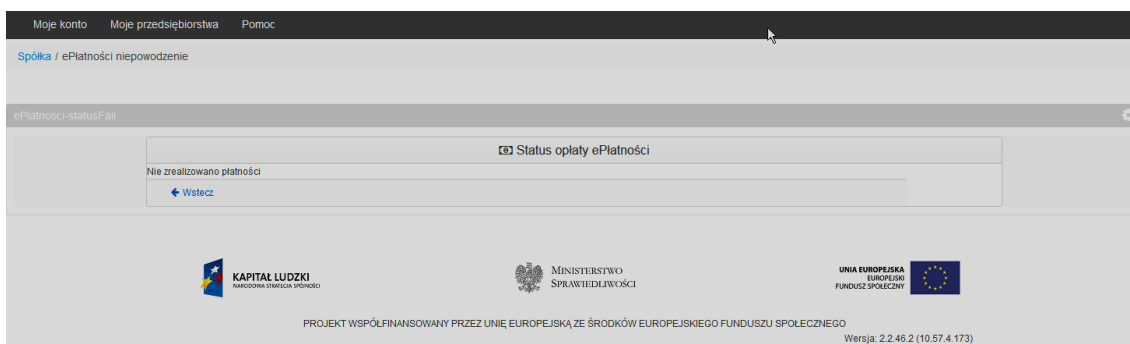 Moje konto Moje przedsiębiorstwa Pomoc
Spółka / ePłatności niepowodzenie
ePlatnosci-statusFail
Status opłaty ePłatności
Nie zrealizowano płatności
Wstecz
KAPITAŁ LUDZKI
NARODOWA STRATEGIA SPÓJNOŚCI
MINISTERSTWO
SPRAWIEDLIWOŚCI
UNIA EUROPEJSKA
EUROPEJSKI
FUNDUSZ SPOŁECZNY
PROJEKT WSPÓŁFINANSOWANY PRZEZ UNIĘ EUROPEJSKĄ ZE ŚRODKÓW EUROPEJSKIEGO FUNDUSZU SPOŁECZNEGO
Wersja: 2.2.46.2 (10.57.4.173)